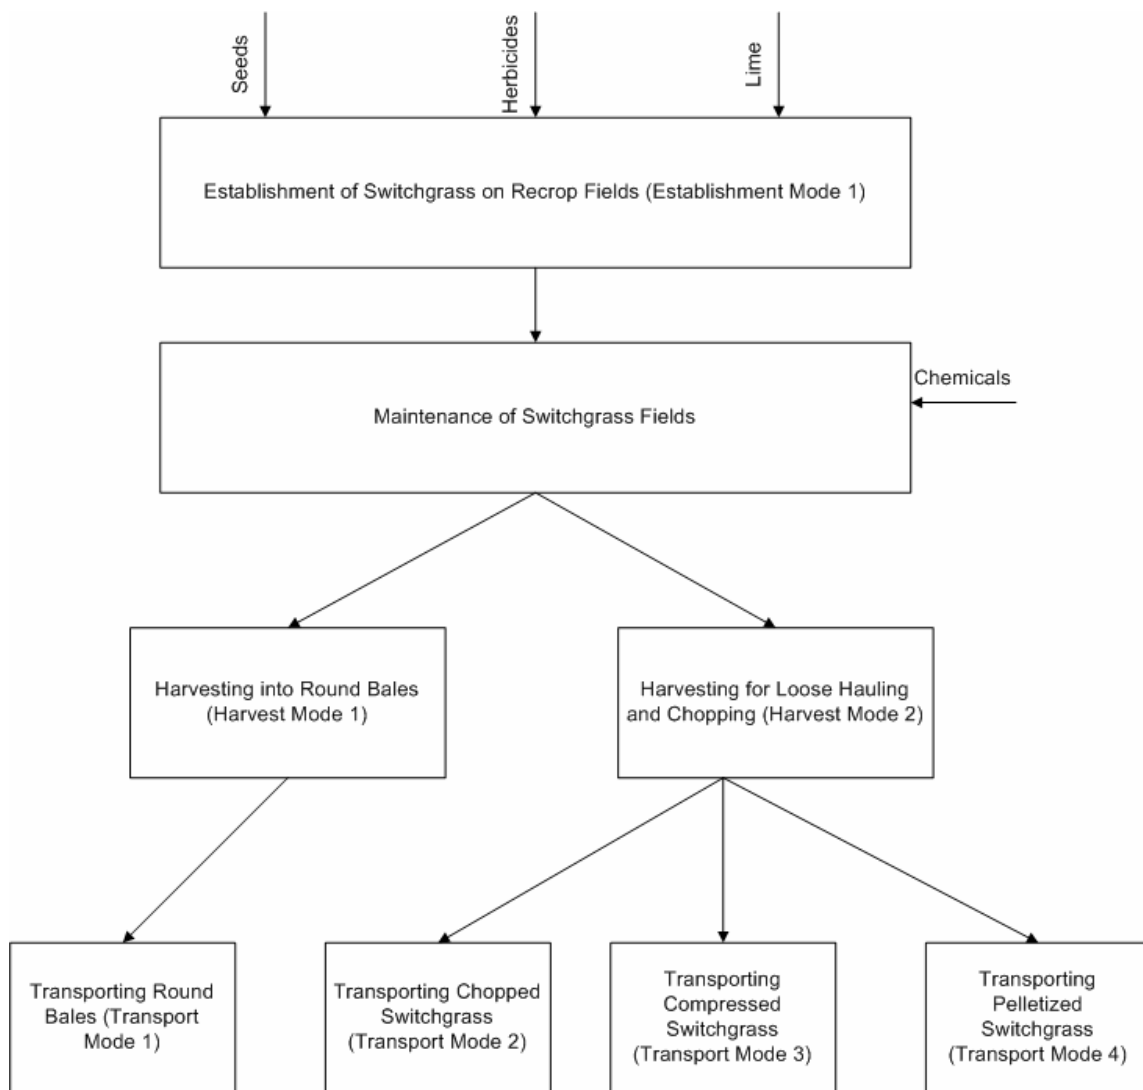 Seeds
Herbicides
Lime
Establishment of Switchgrass on Recrop Fields (Establishment Mode 1)
Chemicals
Maintenance of Switchgrass Fields
Harvesting into Round Bales
(Harvest Mode 1)
Harvesting for Loose Hauling
and Chopping (Harvest Mode 2)
Transporting Round
Bales (Transport
Mode 1)
Transporting Chopped
Switchgrass
(Transport Mode 2)
Transporting
Compressed
Switchgrass
(Transport Mode 3)
Transporting
Pelletized
Switchgrass
(Transport Mode 4)